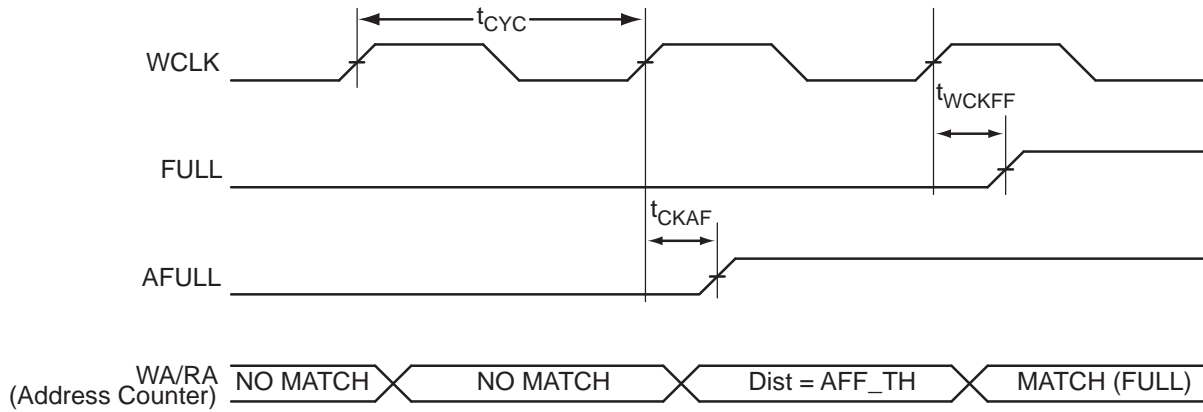 tCYC
WCLK
tWCKFF
FULL
tCKAF
AFULL
WA/RA
(Address Counter)
NO MATCH
NO MATCH
Dist = AFF_TH
MATCH (FULL)